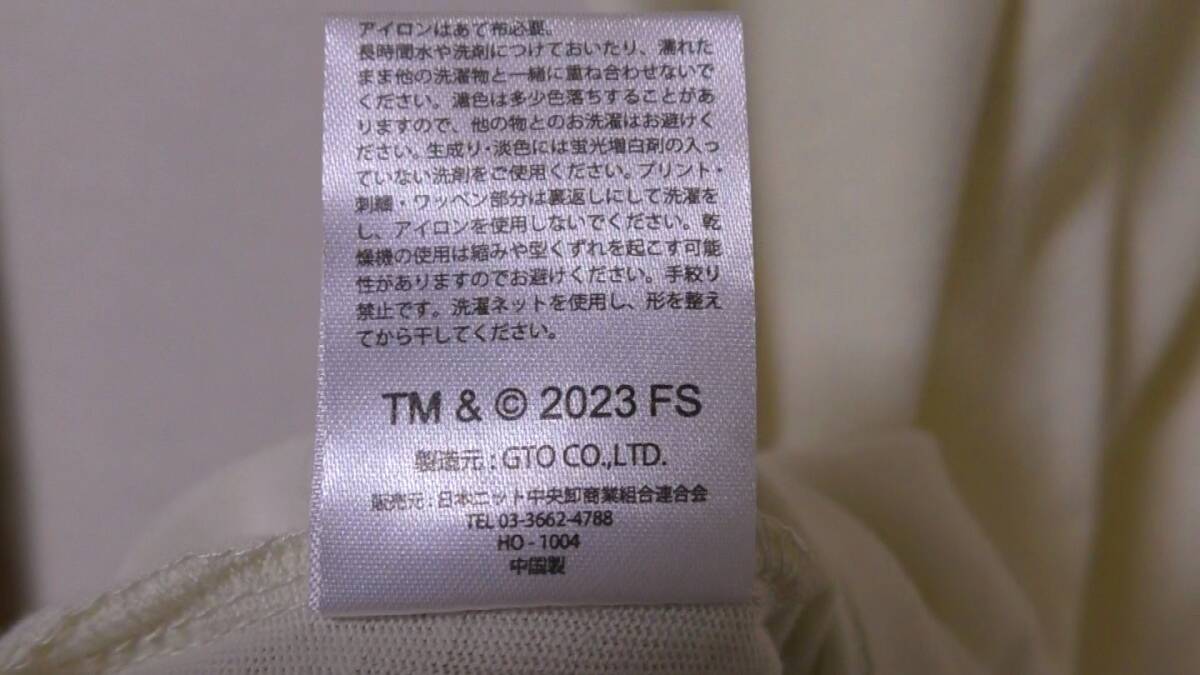 アイロンはあて布必要。
長時間水や洗剤につけておいたり、濡れた
まま他の洗濯物と一緒に重ね合わせないで
ください。濃色は多少色落ちすることがあ
りますので、他の物とのお洗濯はお避けく
ださい。生成り・淡色には蛍光増白剤の入っ
ていない洗剤をご使用ください。プリント・
刺繍・ワッペン部分は裏返しにして洗濯を
し、アイロンを使用しないでください。乾
燥機の使用は縮みや型くずれを起こす可能
性がありますのでお避けください。手絞り
禁止です。洗濯ネットを使用し、形を整え
てから干してください。
TM & © 2023 FS
製造元 : GTO CO.,LTD.
販売元 : 日本ニット中央卸商業組合連合会
TEL 03-3662-4788
HO - 1004
中国製